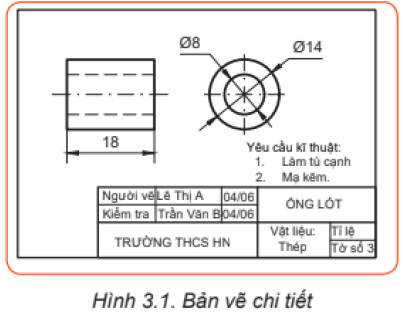 Ø8
Ø14
18
Yêu cầu kĩ thuật:
1. Làm tù cạnh
2. Mạ kẽm.
Người vẽ Lê Thị A 04/06
Kiểm tra Trần Văn B 04/06
ỐNG LÓT
TRƯỜNG THCS HN
Vật liệu: Thép
Tỉ lệ
Tờ số 3
Hình 3.1. Bản vẽ chi tiết